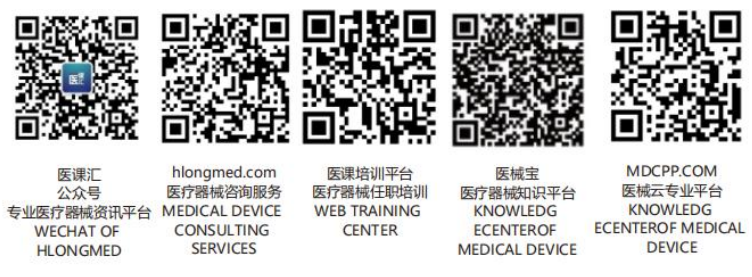 医课汇
医课汇
公众号
专业医疗器械资讯平台
WECHAT OF
HLONGMED
hlongmed.com
医疗器械咨询服务
MEDICAL DEVICE
CONSULTING
SERVICES
医课培训平台
医疗器械任职培训
WEB TRAINING
CENTER
医械宝
医疗器械知识平台
KNOWLEDG
ECENTEROF
MEDICAL DEVICE
MDCPP.COM
医械云专业平台
KNOWLEDG
ECENTEROF MEDICAL
DEVICE